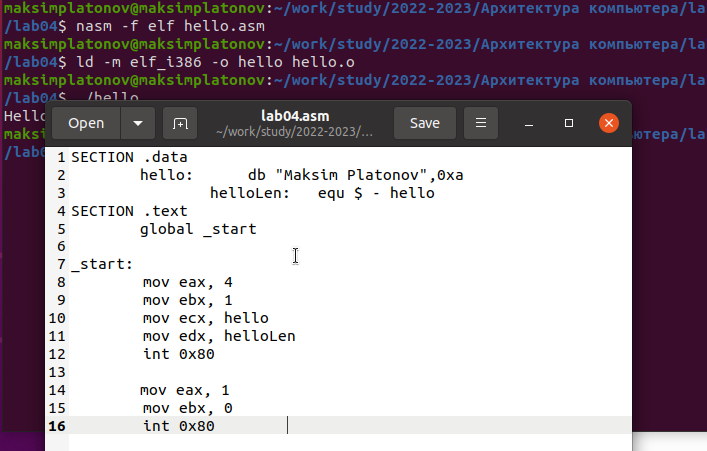 maksimplatonov@maksimplatonov:~/work/study/2022-2023/Архитектура компьютера/la
/lab04$ nasm -f elf hello.asm
maksimplatonov@maksimplatonov:~/work/study/2022-2023/Архитектура компьютера/la
/lab04$ ld -m elf_i386 -o hello hello.o
maksimplatonov@maksimplatonov:~/work/study/2022-2023/Архитектура компьютера/la
/lab04$ ./hello
Open
lab04.asm
~/work/study/2022-2023/...
Save
1 SECTION .data
2 hello: db "Maksim Platonov",0xa
3 helloLen: equ $ - hello
4 SECTION .text
5 global _start
6
7 _start:
8 mov eax, 4
9 mov ebx, 1
10 mov ecx, hello
11 mov edx, helloLen
12 int 0x80
13
14 mov eax, 1
15 mov ebx, 0
16 int 0x80